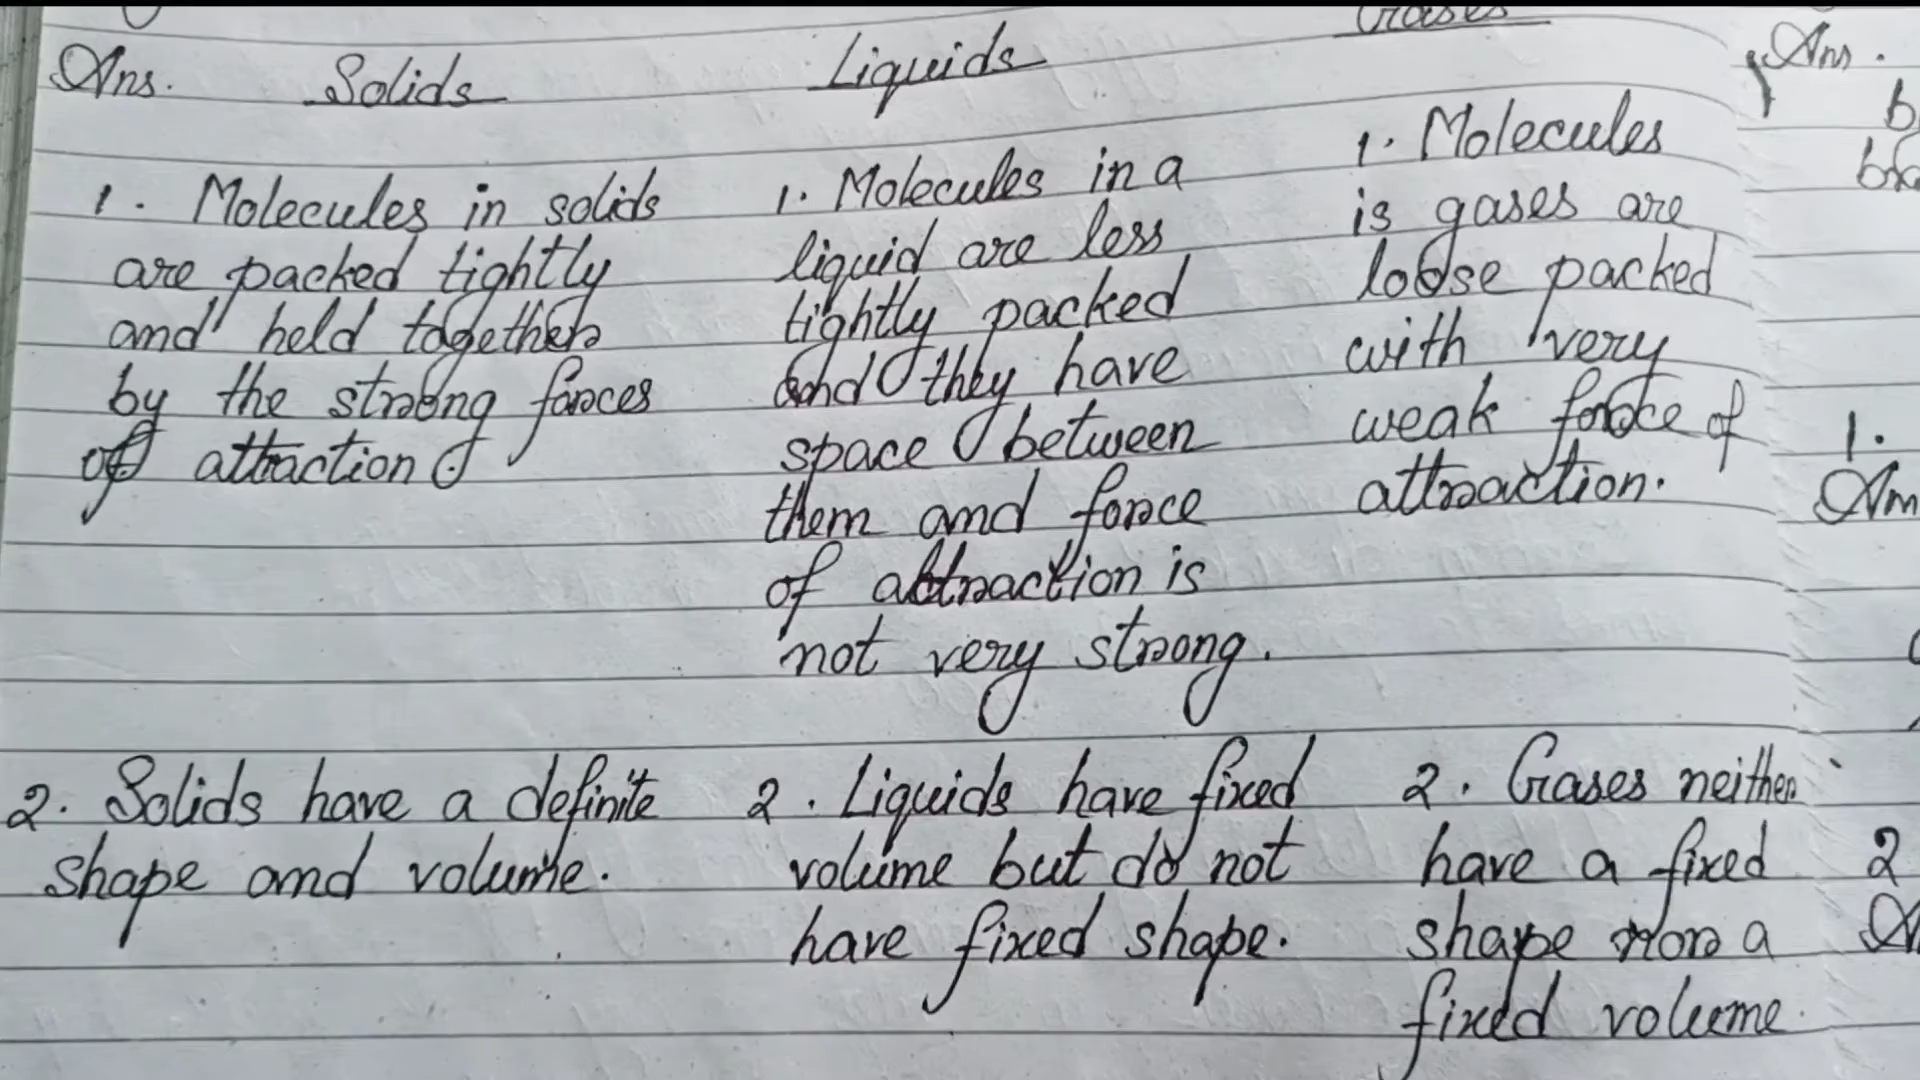 Ans. Solids
1. Molecules in solids
are packed tightly
and held together
by the strong forces
of attraction.
2. Solids have a definite
shape and volume.
Liquids
1. Molecules in a
liquid are less
tightly packed
and they have
space between
them and force
of attraction is
not very strong.
2. Liquids have fixed
volume but do not
have fixed shape.
Gases
1. Molecules
is gases are
loose packed
with very
weak force of
attraction.
2. Gases neither
have a fixed
shape nor a
fixed volume.
Ans.
1.
2